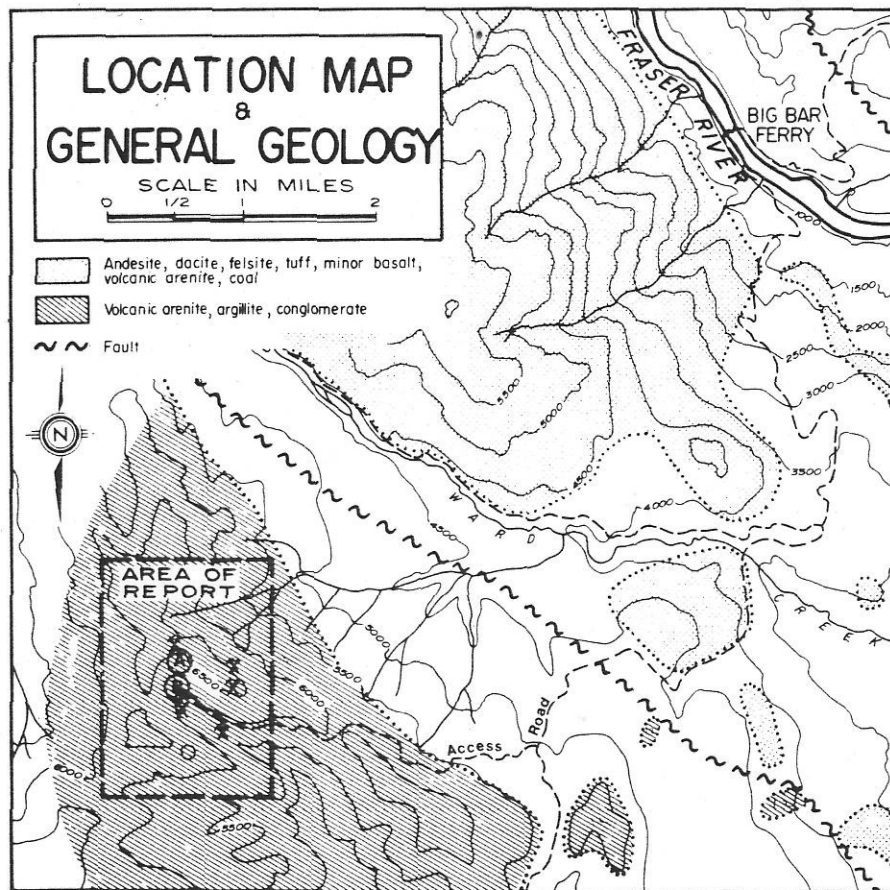 LOCATION MAP
&
GENERAL GEOLOGY
SCALE IN MILES
0 1/2 1 2
Andesite, dacite, felsite, tuff, minor basalt,
volcanic arenite, coal
Volcanic arenite, argillite, conglomerate
Fault
N
FRASER RIVER
BIG BAR
FERRY
1500
2000
2500
3000
3500
5500
5000
4500
4000
WARD CREEK
4500
AREA OF
REPORT
5000
5500
6000
A
6500
Access Road
6000
5500